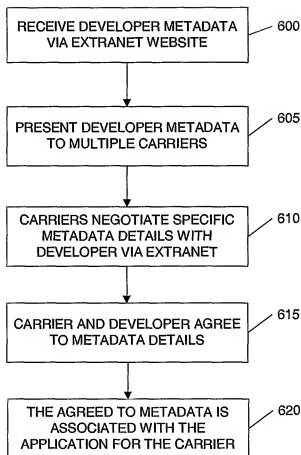 RECEIVE DEVELOPER METADATA
VIA EXTRANET WEBSITE
600
PRESENT DEVELOPER METADATA
TO MULTIPLE CARRIERS
605
CARRIERS NEGOTIATE SPECIFIC
METADATA DETAILS WITH
DEVELOPER VIA EXTRANET
610
CARRIER AND DEVELOPER AGREE
TO METADATA DETAILS
615
THE AGREED TO METADATA IS
ASSOCIATED WITH THE
APPLICATION FOR THE CARRIER
620